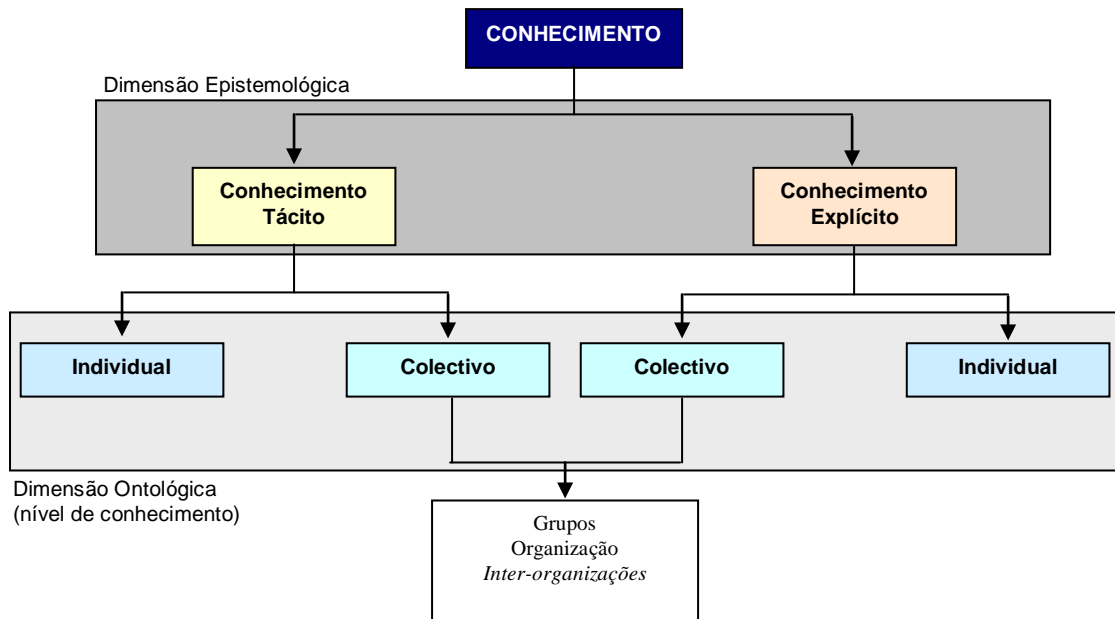 CONHECIMENTO
Dimensão Epistemológica
Conhecimento
Tácito
Conhecimento
Explícito
Individual
Colectivo
Colectivo
Individual
Dimensão Ontológica
(nível de conhecimento)
Grupos
Organização
Inter-organizações